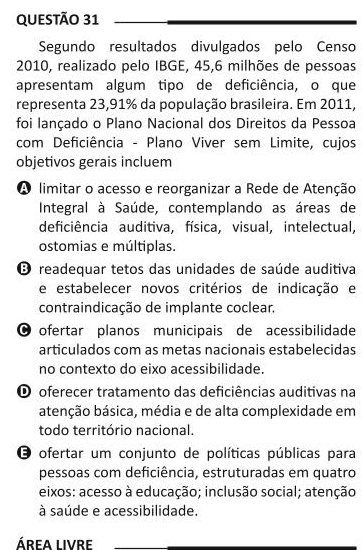 QUESTÃO 31
Segundo resultados divulgados pelo Censo
2010, realizado pelo IBGE, 45,6 milhões de pessoas
apresentam algum tipo de deficiência, o que
representa 23,91% da população brasileira. Em 2011,
foi lançado o Plano Nacional dos Direitos da Pessoa
com Deficiência - Plano Viver sem Limite, cujos
objetivos gerais incluem
A limitar o acesso e reorganizar a Rede de Atenção
Integral à Saúde, contemplando as áreas de
deficiência auditiva, física, visual, intelectual,
ostomias e múltiplas.
B readequar tetos das unidades de saúde auditiva
e estabelecer novos critérios de indicação e
contraindicação de implante coclear.
C ofertar planos municipais de acessibilidade
articulados com as metas nacionais estabelecidas
no contexto do eixo acessibilidade.
D oferecer tratamento das deficiências auditivas na
atenção básica, média e de alta complexidade em
todo território nacional.
E ofertar um conjunto de políticas públicas para
pessoas com deficiência, estruturadas em quatro
eixos: acesso à educação; inclusão social; atenção
à saúde e acessibilidade.
ÁREA LIVRE